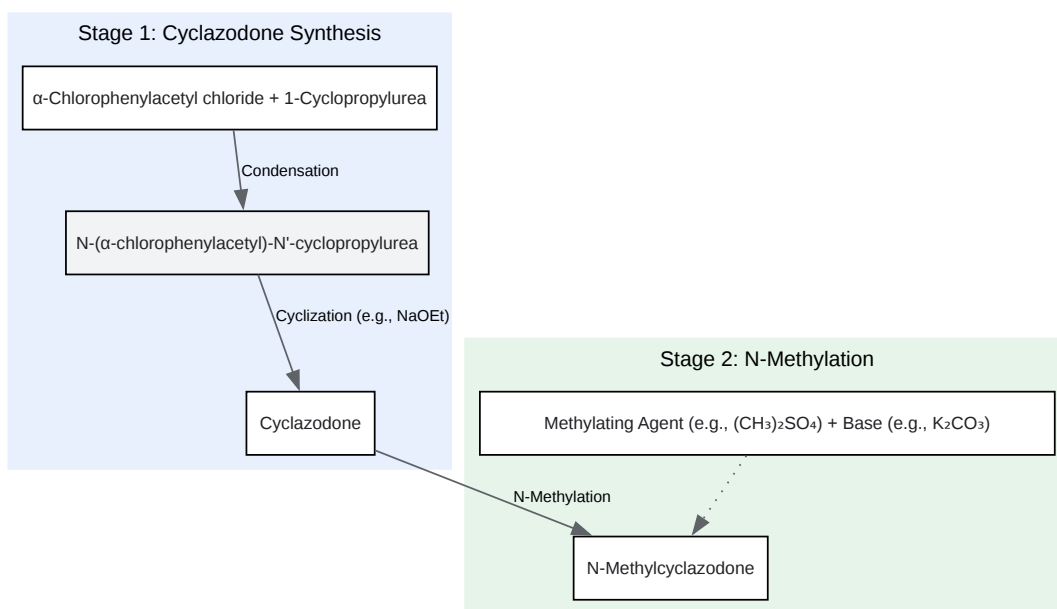 Stage 1: Cyclazodone Synthesis
α-Chlorophenylacetyl chloride + 1-Cyclopropylurea
Condensation
N-(α-chlorophenylacetyl)-N'-cyclopropylurea
Cyclization (e.g., NaOEt)
Cyclazodone
Stage 2: N-Methylation
Methylating Agent (e.g., (CH₃)₂SO₄) + Base (e.g., K₂CO₃)
N-Methylation
N-Methylcyclazodone